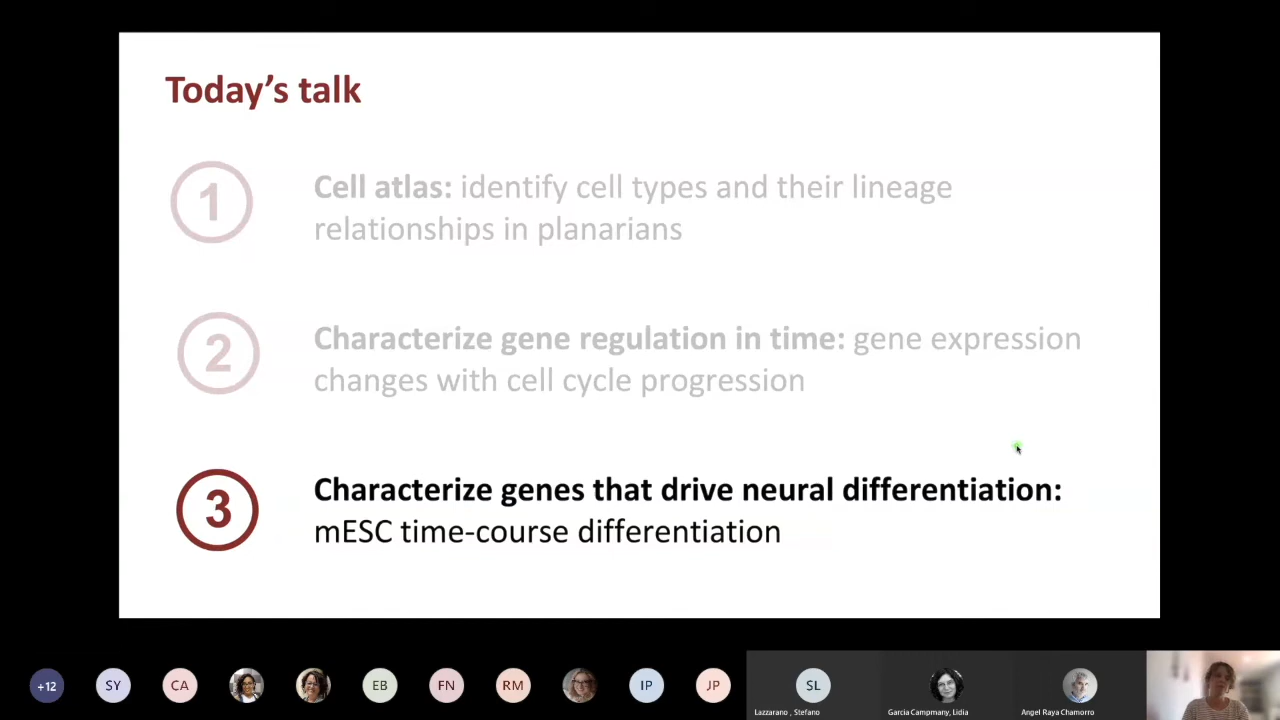 Today's talk
1
Cell atlas: identify cell types and their lineage
relationships in planarians
2
Characterize gene regulation in time: gene expression
changes with cell cycle progression
3
Characterize genes that drive neural differentiation:
mESC time-course differentiation
+12
SY
CA
EB
FN
RM
IP
JP
SL
Lazzarano , Stefano
Garcia Campmany, Lidia
Angel Raya Chamorro